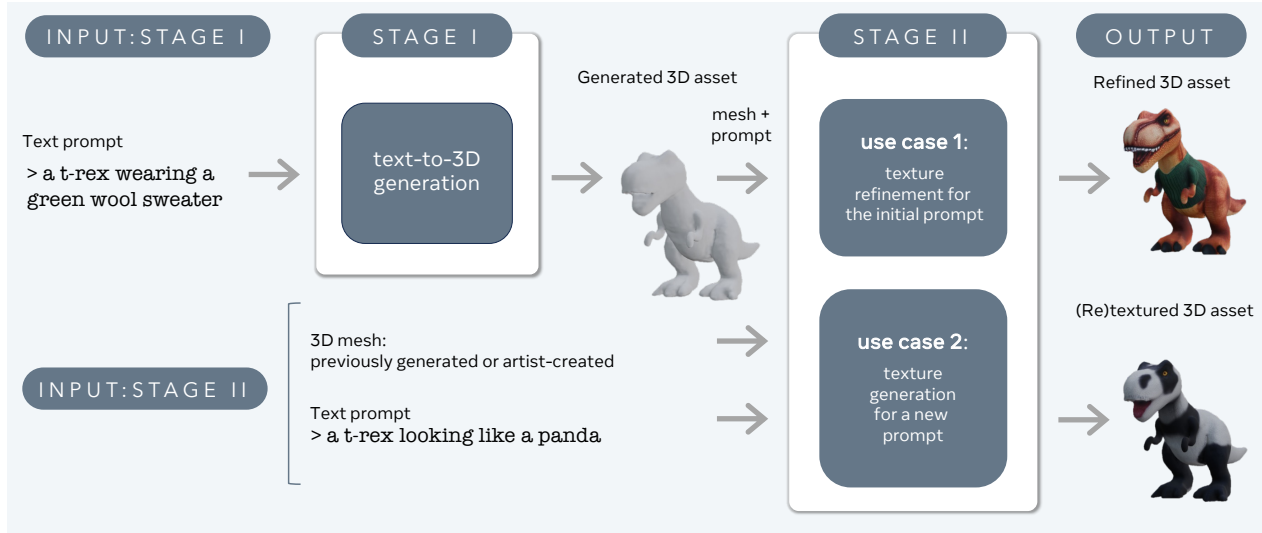 INPUT:STAGE I
STAGE I
STAGE II
OUTPUT
Generated 3D asset
Refined 3D asset
mesh +
prompt
Text prompt
> a t-rex wearing a
green wool sweater
text-to-3D
generation
use case 1:
texture
refinement for
the initial prompt
(Re)textured 3D asset
INPUT:STAGE II
3D mesh:
previously generated or artist-created
Text prompt
> a t-rex looking like a panda
use case 2:
texture
generation
for a new
prompt